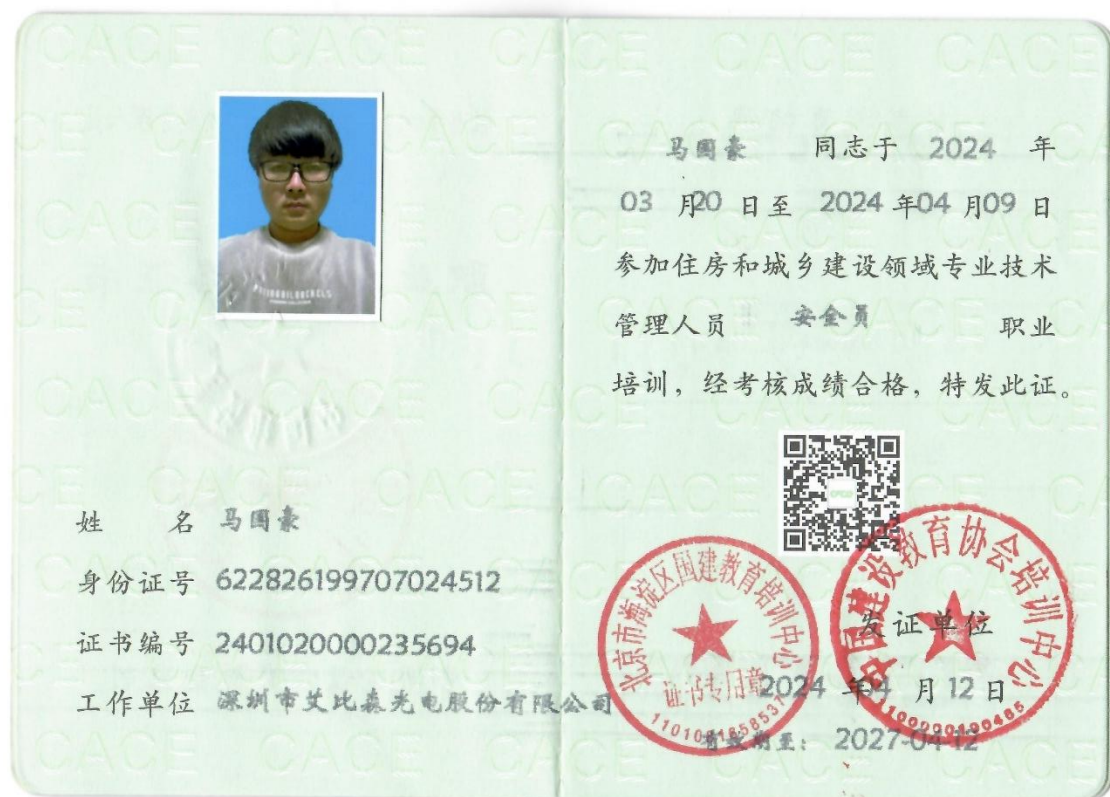 姓 名 马国豪
身份证号 622826199707024512
证书编号 2401020000235694
工作单位 深圳市艾比森光电股份有限公司
马国豪 同志于 2024 年
03 月20 日至 2024 年04 月09 日
参加住房和城乡建设领域专业技术
管理人员 安全员 职业
培训，经考核成绩合格，特发此证。
北京市海淀区国建教育培训中心
证书专用章
中国建设教育协会培训中心
发证单位
2024 年4 月 12 日
有效期至： 2027-04-12
CACE